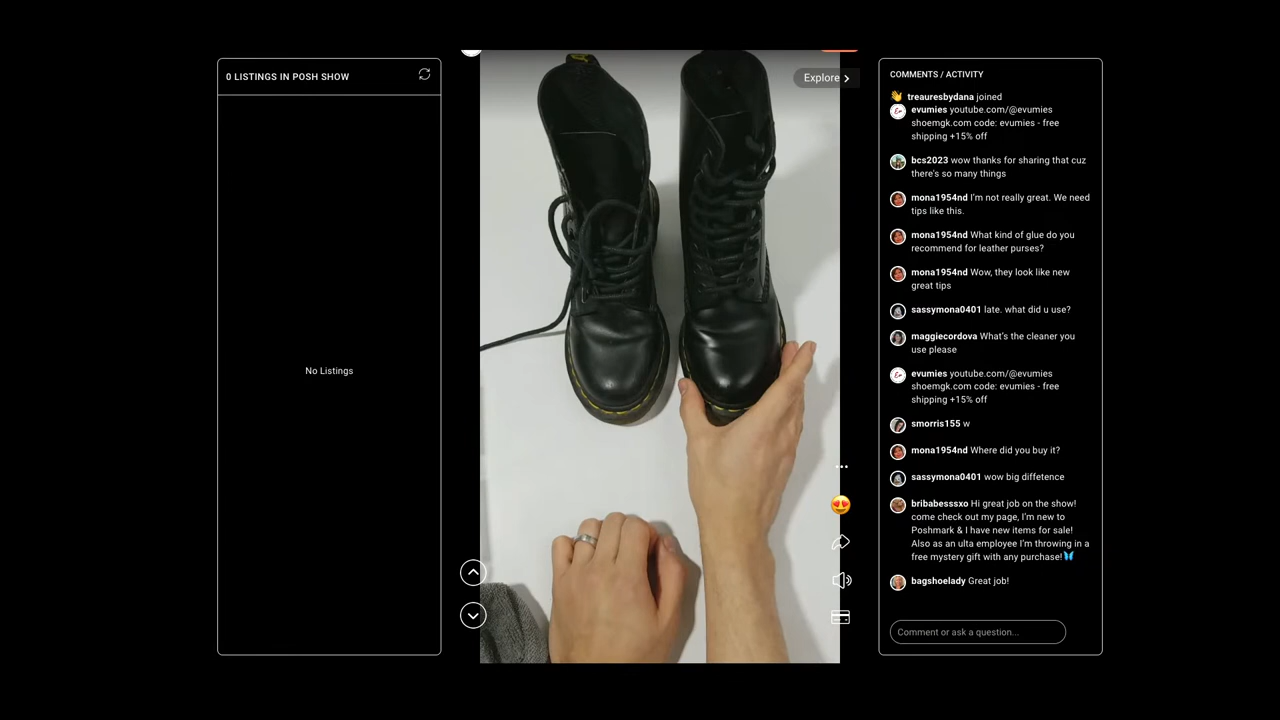 0 LISTINGS IN POSH SHOW
No Listings
Explore
COMMENTS / ACTIVITY
👋 treauresbydana joined
evumies youtube.com/@evumies
shoemgk.com code: evumies - free
shipping +15% off
bcs2023 wow thanks for sharing that cuz
there's so many things
mona1954nd I'm not really great. We need
tips like this.
mona1954nd What kind of glue do you
recommend for leather purses?
mona1954nd Wow, they look like new
great tips
sassymona0401 late. what did u use?
maggiecordova What's the cleaner you
use please
evumies youtube.com/@evumies
shoemgk.com code: evumies - free
shipping +15% off
smorris155 w
mona1954nd Where did you buy it?
sassymona0401 wow big diffetence
bribabesssxo Hi great job on the show!
come check out my page, I'm new to
Poshmark & I have new items for sale!
Also as an ulta employee I'm throwing in a
free mystery gift with any purchase!🦋
bagshoelady Great job!
Comment or ask a question...